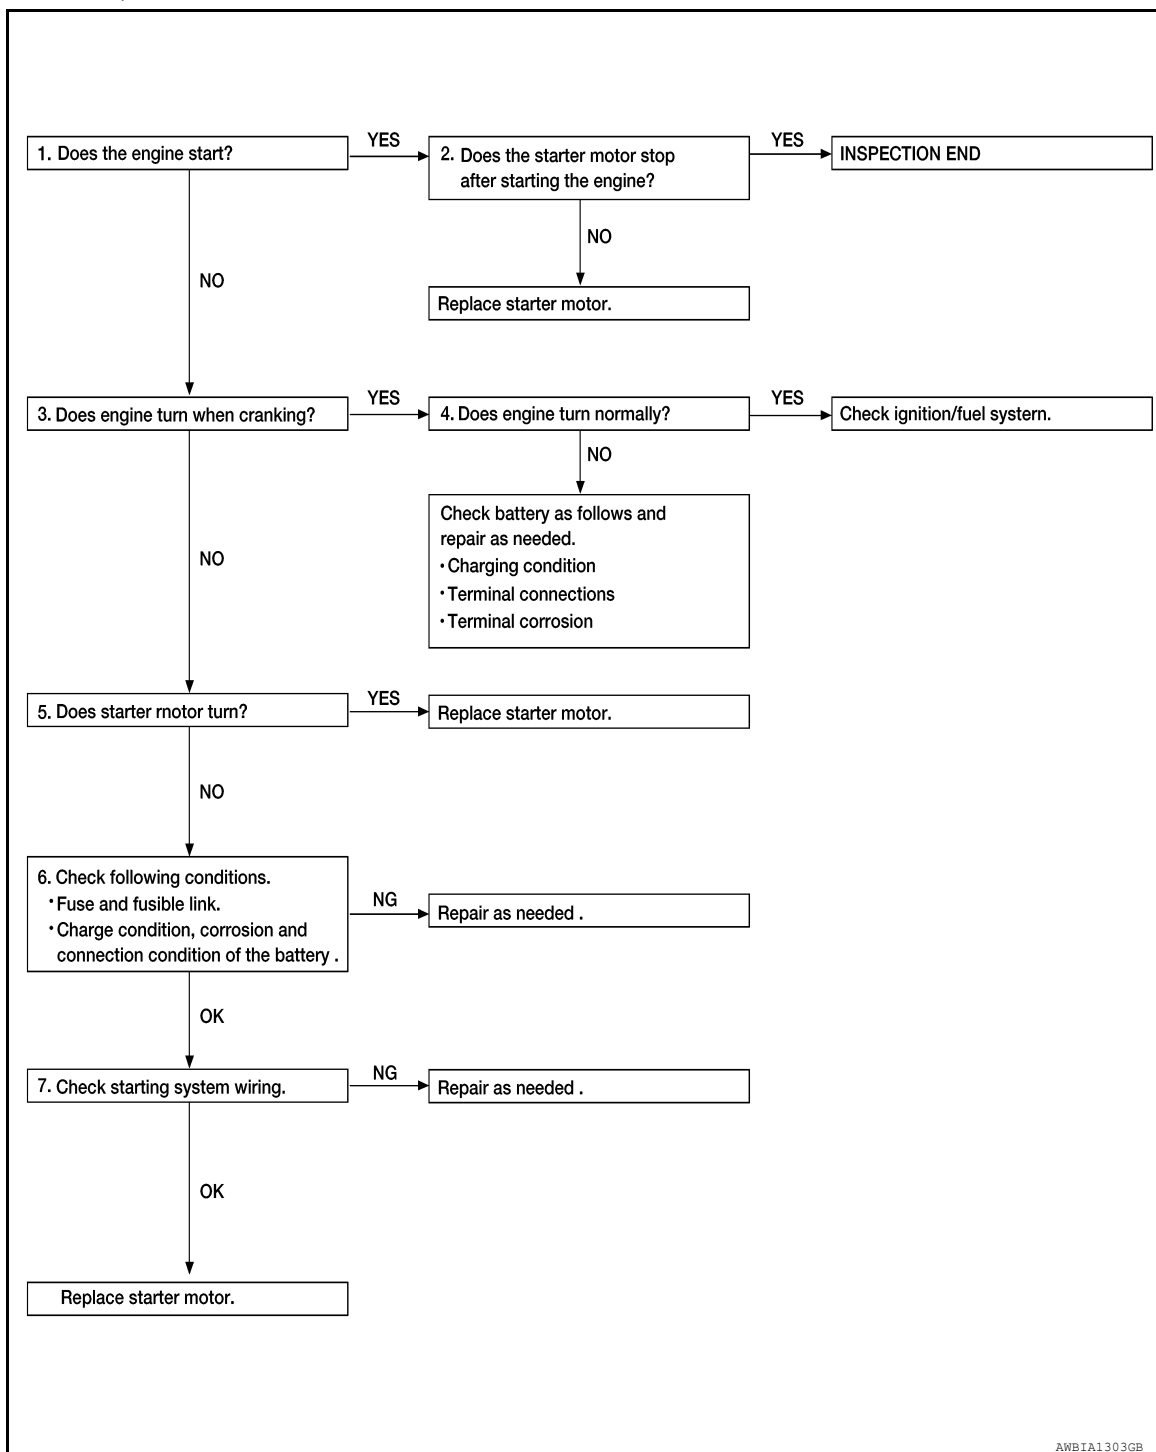 1. Does the engine start?
YES
2. Does the starter motor stop
after starting the engine?
YES
INSPECTION END
NO
Replace starter motor.
NO
3. Does engine turn when cranking?
YES
4. Does engine turn normally?
YES
Check ignition/fuel systern.
NO
Check battery as follows and
repair as needed.
• Charging condition
• Terminal connections
• Terminal corrosion
NO
5. Does starter rnotor turn?
YES
Replace starter motor.
NO
6. Check following conditions.
• Fuse and fusible link.
• Charge condition, corrosion and
connection condition of the battery .
NG
Repair as needed .
OK
7. Check starting system wiring.
NG
Repair as needed .
OK
Replace starter motor.
AWBIA1303GB